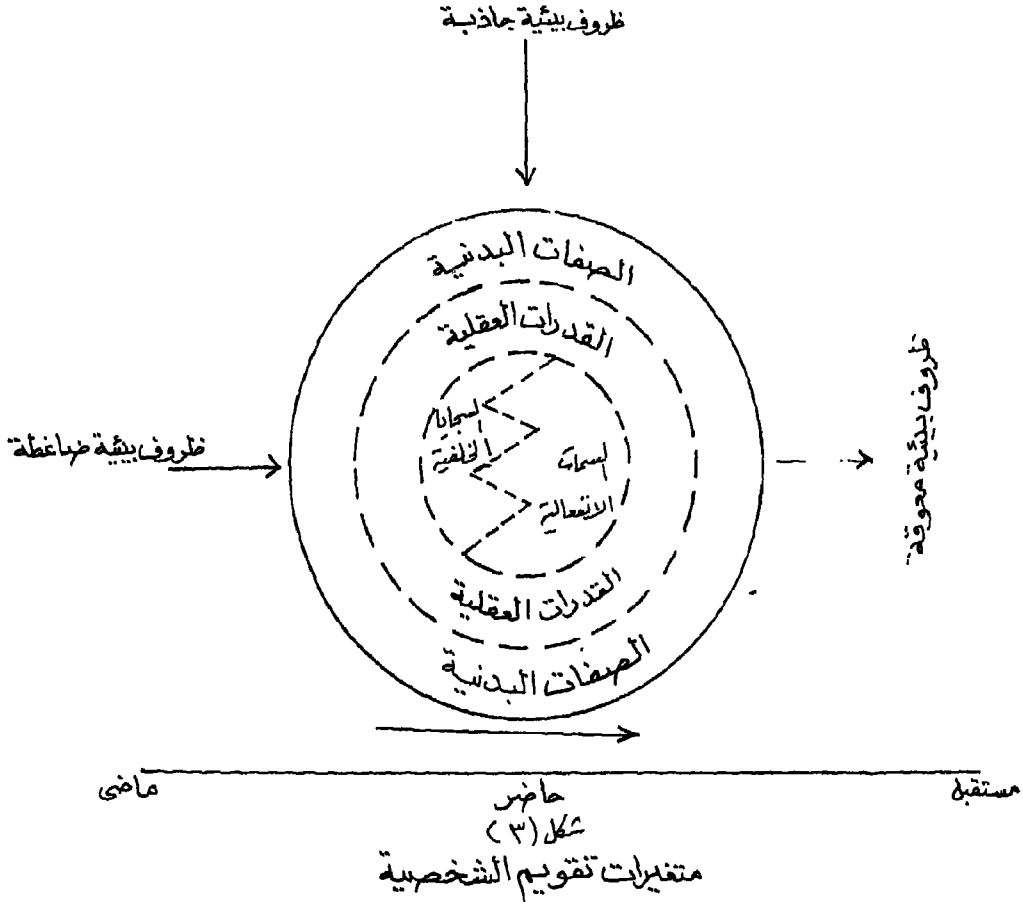 ظروف بيئية جاذبة
الصفات البدنية
القدرات العقلية
السجايا
الخلقية
السمات
الانفعالية
ظروف بيئية ضاغطة
ظروف بيئية معوقة
القدرات العقلية
الصفات البدنية
ماضى
حاضر
مستقبل
شكل (٣)
متغيرات تقويم الشخصية